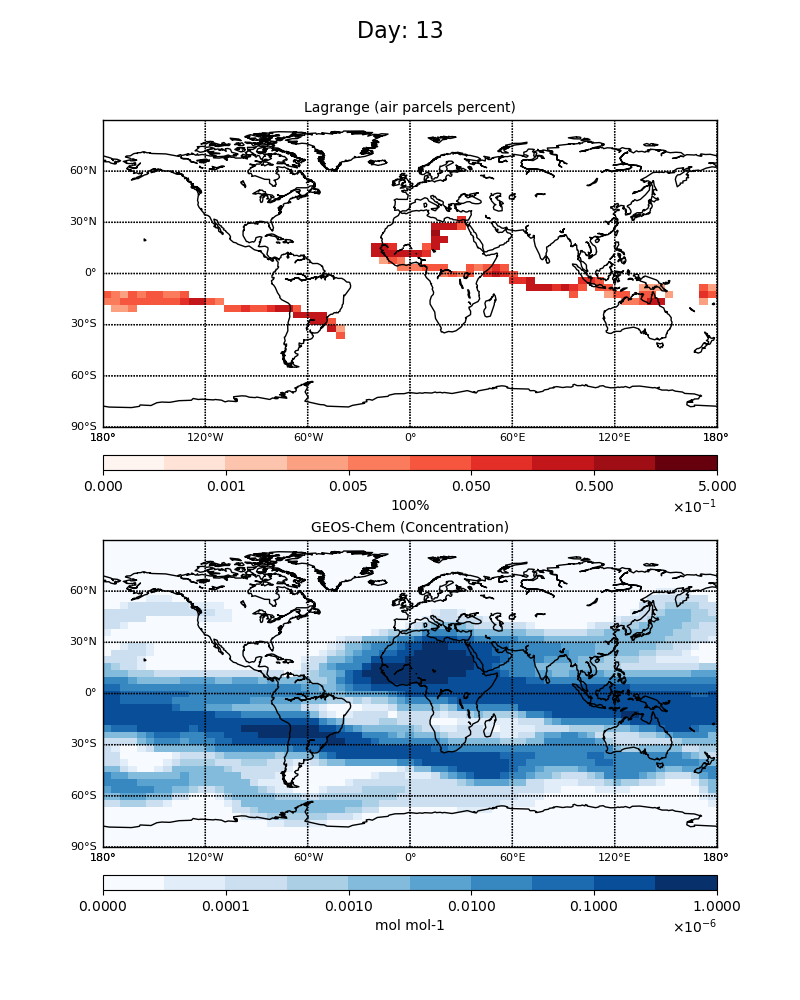 Day: 13
Lagrange (air parcels percent)
60°N
30°N
0°
30°S
60°S
90°S
180° 120°W 60°W 0° 60°E 120°E 180°
0.000 0.001 0.005 0.050 0.500 5.000
100% ×10⁻¹
GEOS-Chem (Concentration)
60°N
30°N
0°
30°S
60°S
90°S
180° 120°W 60°W 0° 60°E 120°E 180°
0.0000 0.0001 0.0010 0.0100 0.1000 1.0000
mol mol-1 ×10⁻⁶